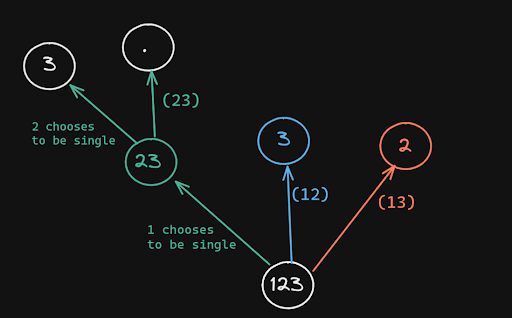 3
.
(23)
2 chooses
to be single
23
3
2
(12)
(13)
1 chooses
to be single
123